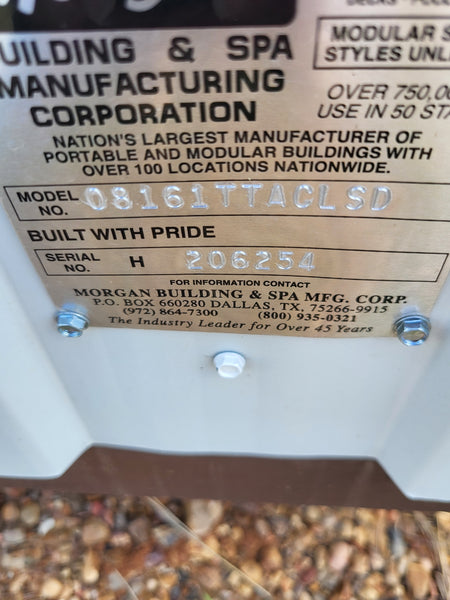 MODULAR S
STYLES UNL
UILDING & SPA
MANUFACTURING
CORPORATION
OVER 750,00
USE IN 50 STA
NATION'S LARGEST MANUFACTURER OF
PORTABLE AND MODULAR BUILDINGS WITH
OVER 100 LOCATIONS NATIONWIDE.
MODEL NO. 08161TTACLSD
BUILT WITH PRIDE
SERIAL NO. H 206254
FOR INFORMATION CONTACT
MORGAN BUILDING & SPA MFG. CORP.
P.O. BOX 660280 DALLAS, TX, 75266-9915
(972) 864-7300 (800) 935-0321
The Industry Leader for Over 45 Years